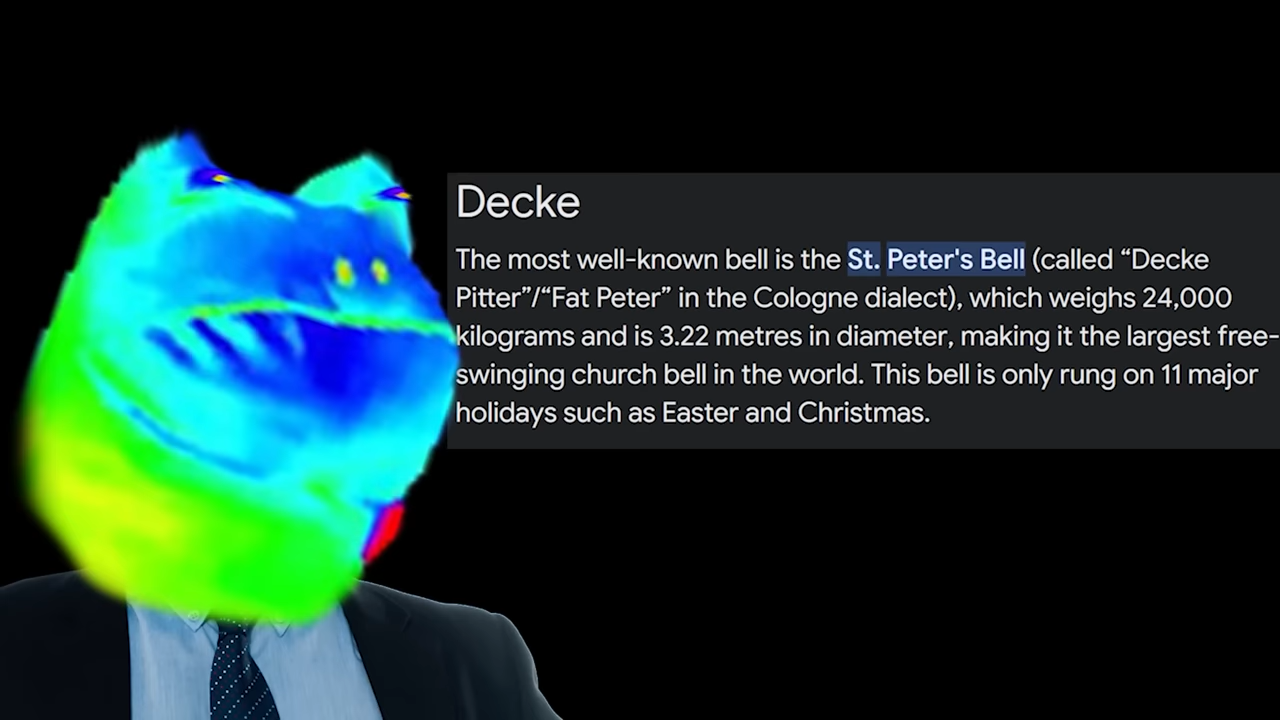 Decke
The most well-known bell is the St. Peter's Bell (called “Decke
Pitter”/“Fat Peter” in the Cologne dialect), which weighs 24,000
kilograms and is 3.22 metres in diameter, making it the largest free-
swinging church bell in the world. This bell is only rung on 11 major
holidays such as Easter and Christmas.